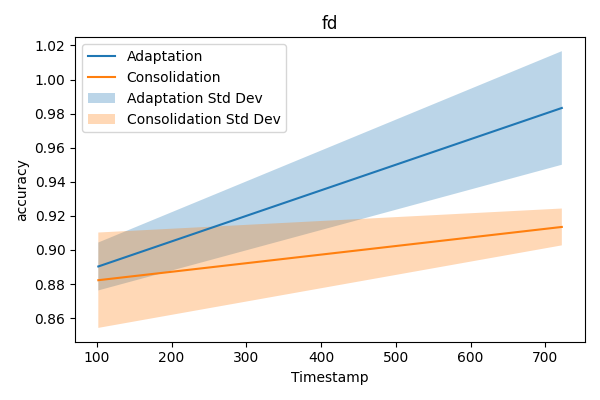 fd
1.02
1.00
0.98
0.96
0.94
0.92
0.90
0.88
0.86
accuracy
Adaptation
Consolidation
Adaptation Std Dev
Consolidation Std Dev
100 200 300 400 500 600 700
Timestamp